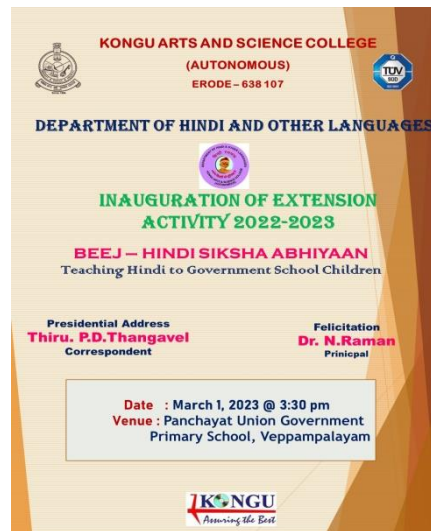 KONGU ARTS AND SCIENCE COLLEGE
(AUTONOMOUS)
ERODE – 638 107
TÜV
SÜD
DEPARTMENT OF HINDI AND OTHER LANGUAGES
INAUGURATION OF EXTENSION
ACTIVITY 2022-2023
BEEJ – HINDI SIKSHA ABHIYAAN
Teaching Hindi to Government School Children
Presidential Address
Thiru. P.D.Thangavel
Correspondent
Felicitation
Dr. N.Raman
Prinicpal
Date : March 1, 2023 @ 3:30 pm
Venue : Panchayat Union Government
Primary School, Veppampalayam
KONGU
Assuring the Best